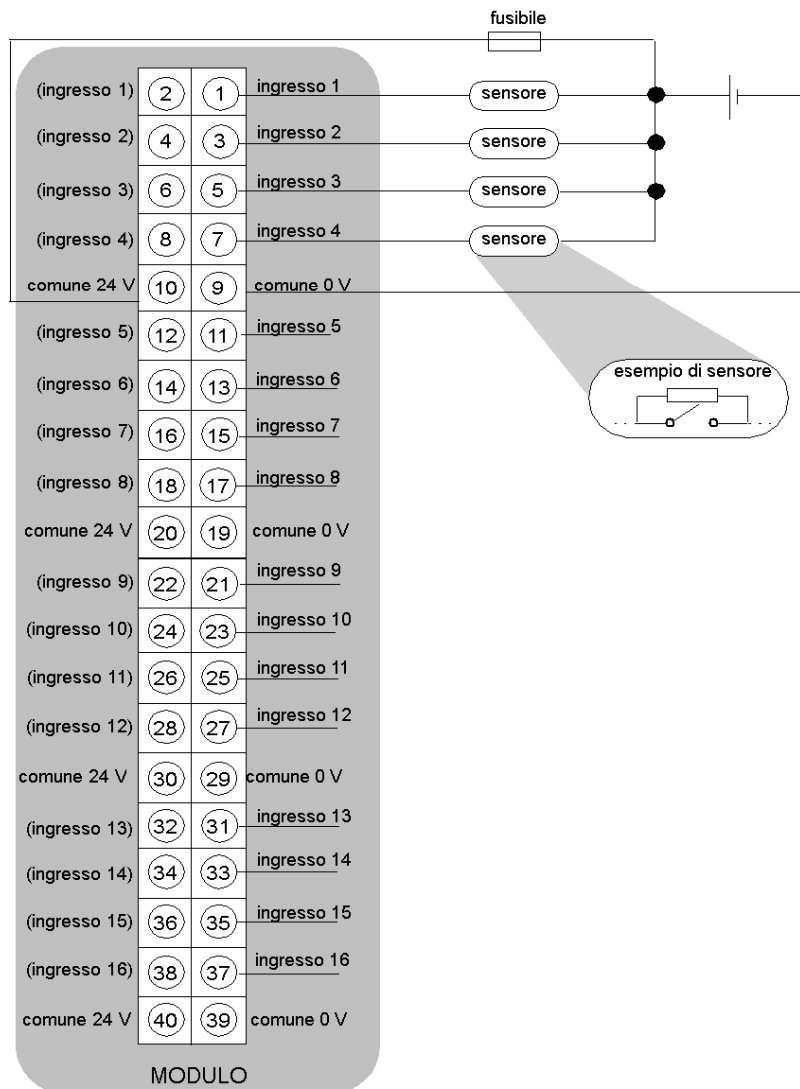 fusibile
(ingresso 1) 2 1 ingresso 1 sensore
(ingresso 2) 4 3 ingresso 2 sensore
(ingresso 3) 6 5 ingresso 3 sensore
(ingresso 4) 8 7 ingresso 4 sensore
comune 24 V 10 9 comune 0 V
(ingresso 5) 12 11 ingresso 5
esempio di sensore
(ingresso 6) 14 13 ingresso 6
(ingresso 7) 16 15 ingresso 7
(ingresso 8) 18 17 ingresso 8
comune 24 V 20 19 comune 0 V
(ingresso 9) 22 21 ingresso 9
(ingresso 10) 24 23 ingresso 10
(ingresso 11) 26 25 ingresso 11
(ingresso 12) 28 27 ingresso 12
comune 24 V 30 29 comune 0 V
(ingresso 13) 32 31 ingresso 13
(ingresso 14) 34 33 ingresso 14
(ingresso 15) 36 35 ingresso 15
(ingresso 16) 38 37 ingresso 16
comune 24 V 40 39 comune 0 V
MODULO